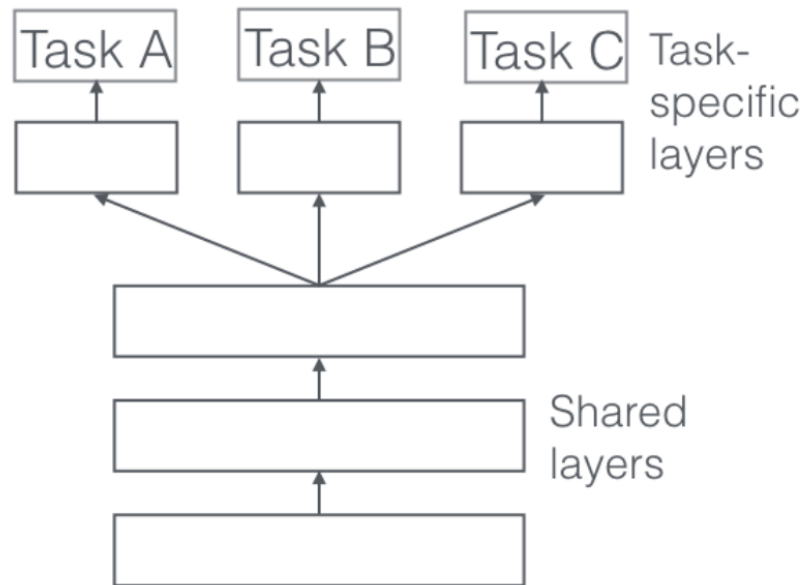 Task A
Task B
Task C
Task-
specific
layers
Shared
layers